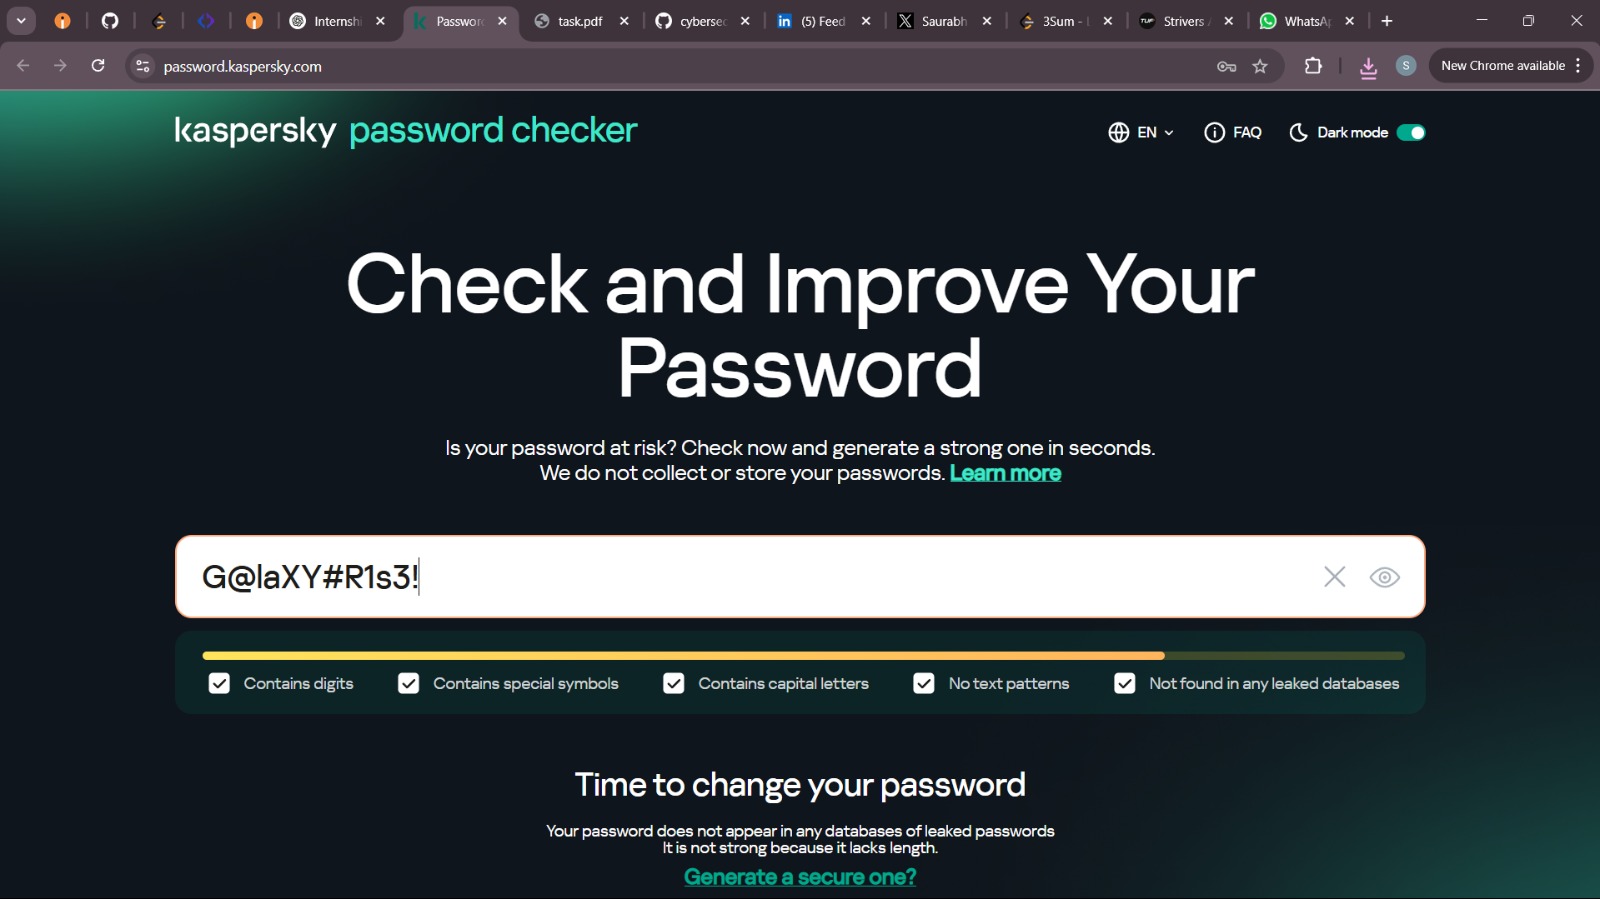 Internshi
Passwor
task.pdf
cybersec
(5) Feed
Saurabh
3Sum -
Strivers
WhatsAp
password.kaspersky.com
S
New Chrome available
kaspersky password checker
EN
FAQ
Dark mode
Check and Improve Your
Password
Is your password at risk? Check now and generate a strong one in seconds.
We do not collect or store your passwords. Learn more
G@laXY#R1s3!
Contains digits
Contains special symbols
Contains capital letters
No text patterns
Not found in any leaked databases
Time to change your password
Your password does not appear in any databases of leaked passwords
It is not strong because it lacks length.
Generate a secure one?